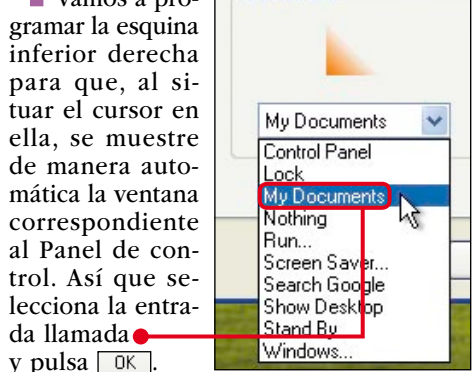 Vamos a pro-
gramar la esquina
inferior derecha
para que, al si-
tuar el cursor en
ella, se muestre
de manera auto-
mática la ventana
correspondiente
al Panel de con-
trol. Así que se-
lecciona la entra-
da llamada
y pulsa OK .
My Documents
Control Panel
Lock
My Documents
Nothing
Run...
Screen Saver...
Search Google
Show Desktop
Stand By
Windows...